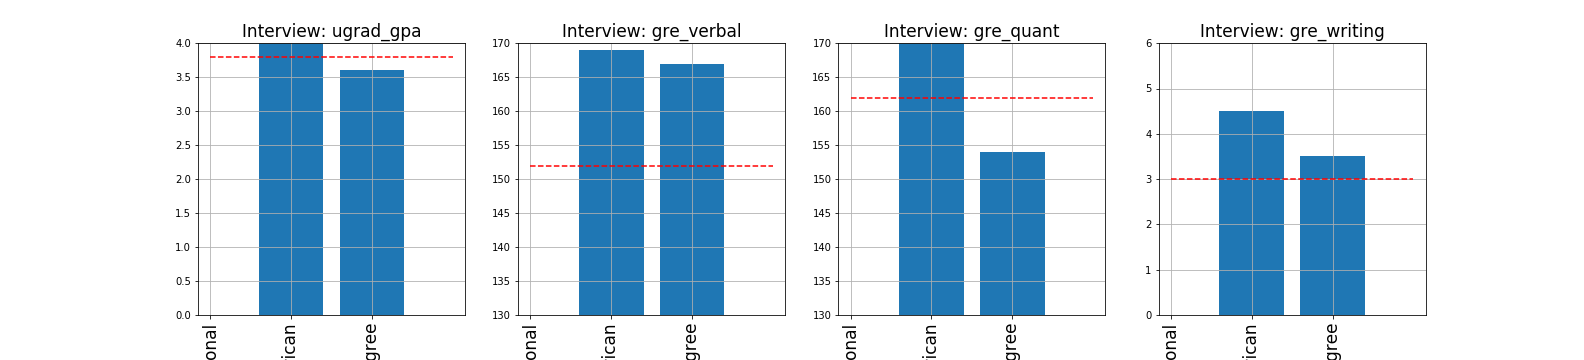 Interview: ugrad_gpa
4.0
3.5
3.0
2.5
2.0
1.5
1.0
0.5
0.0
onal
ican
gree
Interview: gre_verbal
170
165
160
155
150
145
140
135
130
onal
ican
gree
Interview: gre_quant
170
165
160
155
150
145
140
135
130
onal
ican
gree
Interview: gre_writing
6
5
4
3
2
1
0
onal
ican
gree